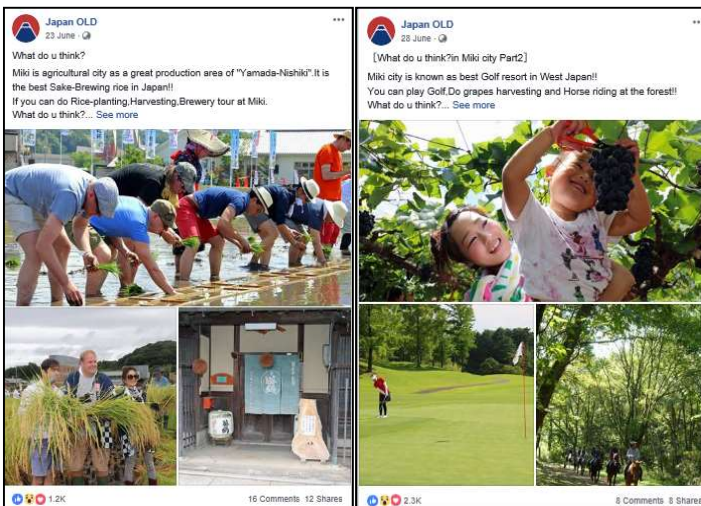 Japan OLD
23 June ·
What do u think?
Miki is agricultural city as a great production area of "Yamada-Nishiki".It is
the best Sake-Brewing rice in Japan!!
If you can do Rice-planting,Harvesting,Brewery tour at Miki.
What do u think?... See more
1.2K
16 Comments 12 Shares
Japan OLD
28 June ·
[What do u think?in Miki city Part2]
Miki city is known as best Golf resort in West Japan!!
You can play Golf,Do grapes harvesting and Horse riding at the forest!!
What do u think?... See more
2.3K
8 Comments 8 Shares